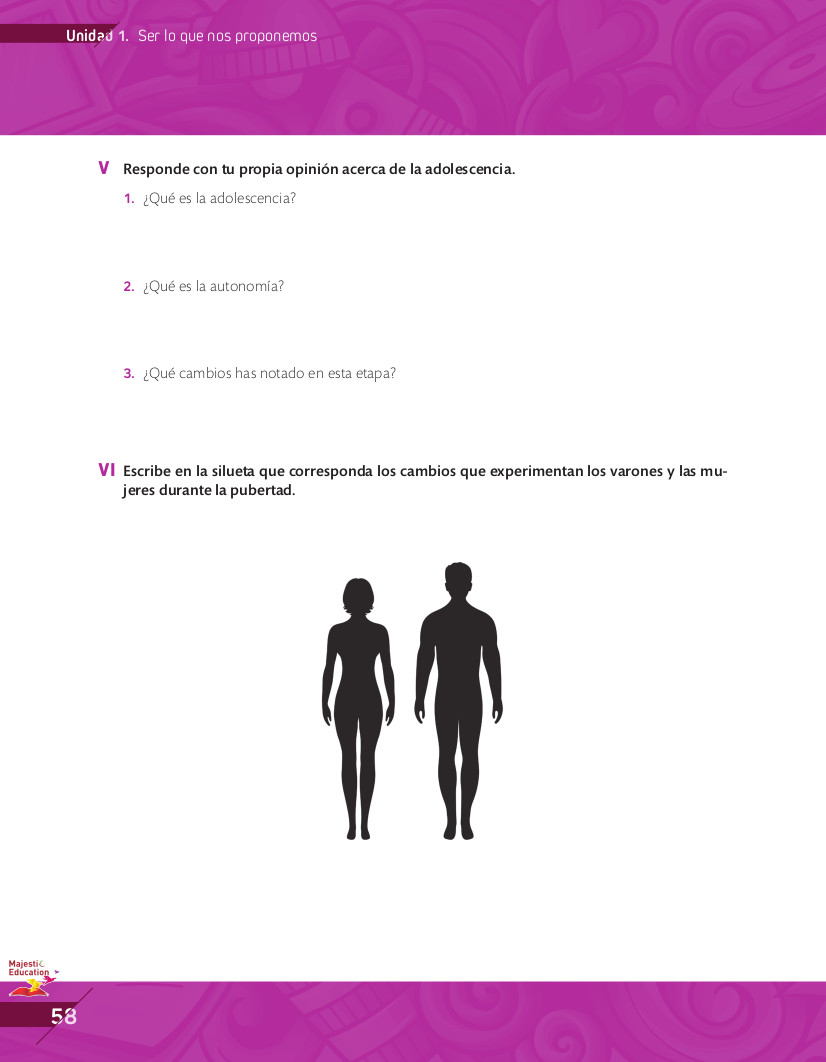 Unidad 1. Ser lo que nos proponemos
V Responde con tu propia opinión acerca de la adolescencia.
1. ¿Qué es la adolescencia?
2. ¿Qué es la autonomía?
3. ¿Qué cambios has notado en esta etapa?
VI Escribe en la silueta que corresponda los cambios que experimentan los varones y las mu-
jeres durante la pubertad.
Majestic
Education
58